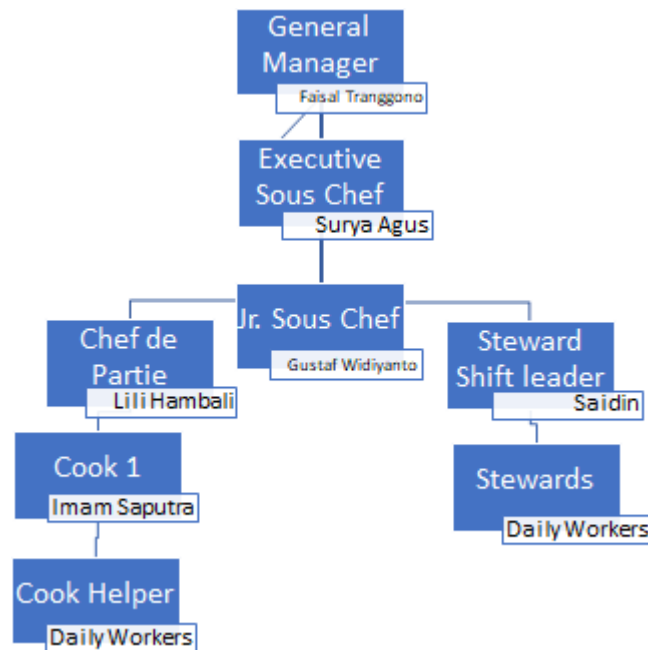 General
Manager
Faisal Tranggono
Executive
Sous Chef
Surya Agus
Jr. Sous Chef
Gustaf Widiyanto
Chef de
Partie
Lili Hambali
Cook 1
Imam Saputra
Cook Helper
Daily Workers
Steward
Shift leader
Saidin
Stewards
Daily Workers